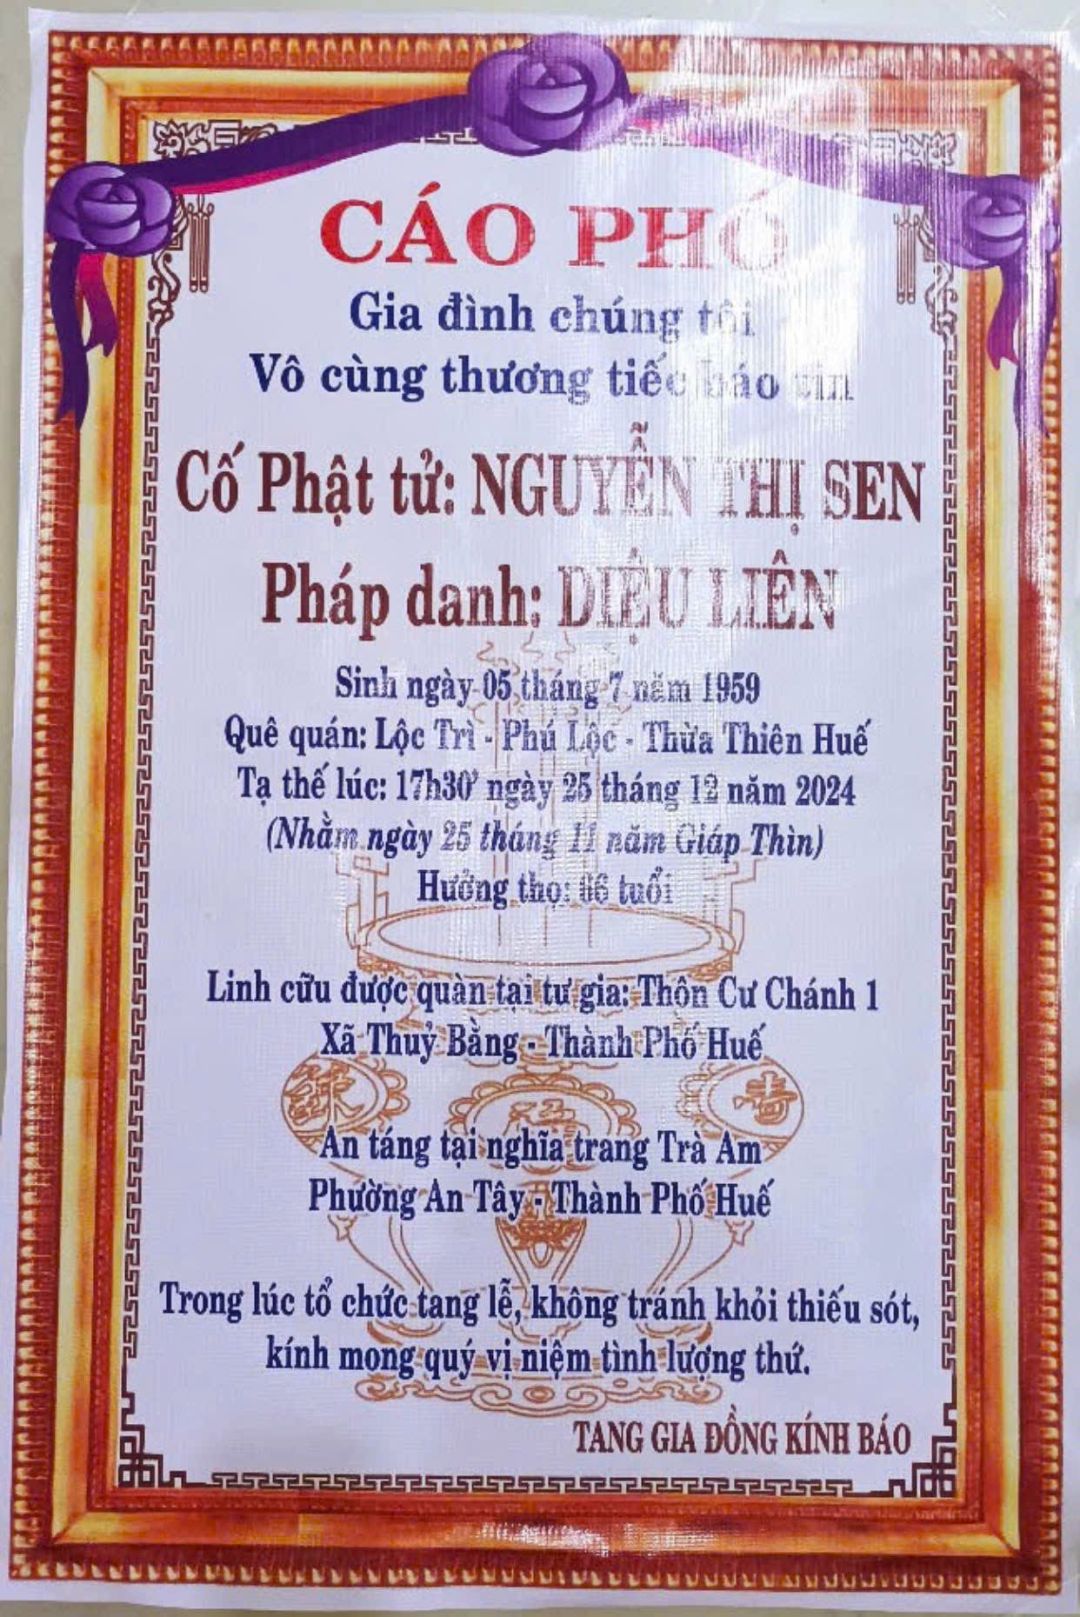 CÁO PHÓ
Gia đình chúng tôi
Vô cùng thương tiếc báo tin
Cố Phật tử: NGUYỄN THỊ SEN
Pháp danh: DIỆU LIÊN
Sinh ngày 05 tháng 7 năm 1959
Quê quán: Lộc Trì - Phú Lộc - Thừa Thiên Huế
Tạ thế lúc: 17h30' ngày 25 tháng 12 năm 2024
(Nhằm ngày 25 tháng 11 năm Giáp Thìn)
Hưởng thọ: 66 tuổi
Linh cữu được quàn tại tư gia: Thôn Cư Chánh 1
Xã Thuỷ Bằng - Thành Phố Huế
An táng tại nghĩa trang Trà Am
Phường An Tây - Thành Phố Huế
Trong lúc tổ chức tang lễ, không tránh khỏi thiếu sót,
kính mong quý vị niệm tình lượng thứ.
TANG GIA ĐỒNG KÍNH BÁO